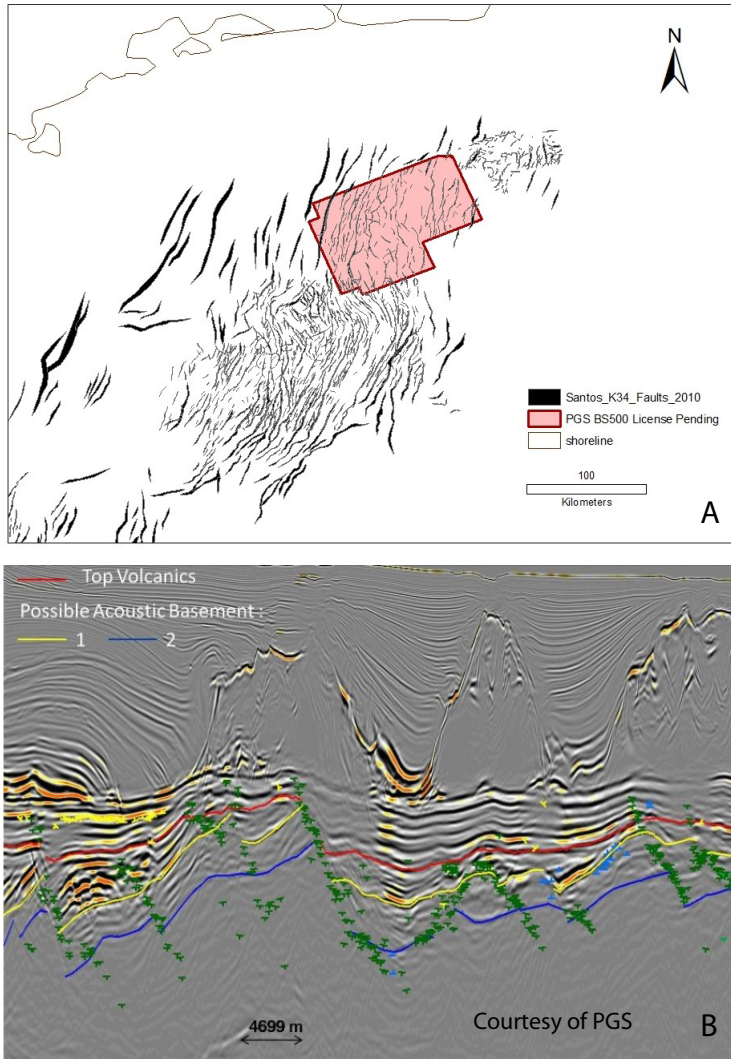 N
Santos_K34_Faults_2010
PGS BS500 License Pending
shoreline
100
Kilometers
A
Top Volcanics
Possible Acoustic Basement :
1 2
4699 m
Courtesy of PGS
B